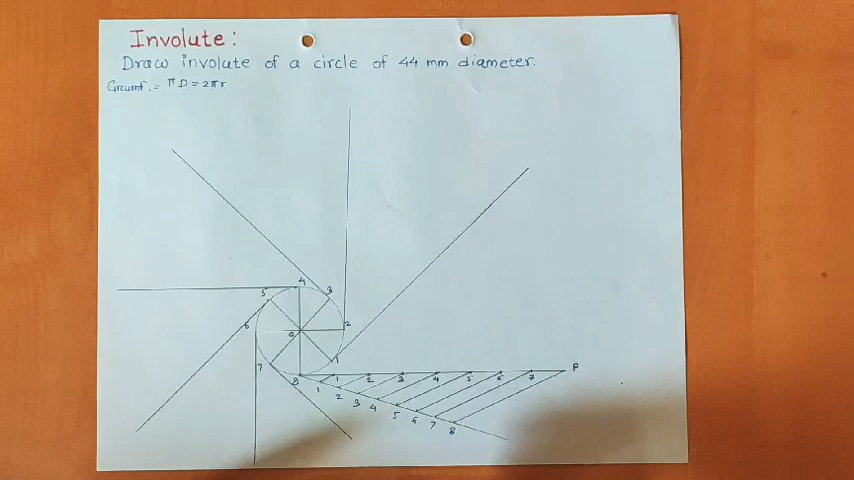 Involute:
Draw involute of a circle of 44 mm diameter.
Circumf. = πD = 2πr
4
5 3
6 0 2
7 1
8 1 2 3 4 5 6 7 P
1 2 3 4 5 6 7 8